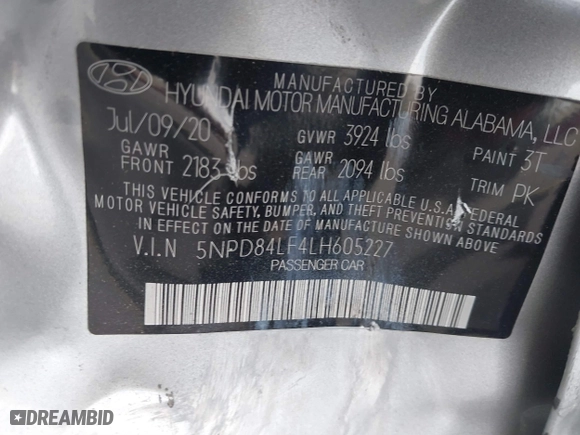 MANUFACTURED BY
HYUNDAI MOTOR MANUFACTURING ALABAMA, LLC
Jul/09/20 GVWR 3924 lbs PAINT 3T
GAWR FRONT 2183 lbs GAWR REAR 2094 lbs TRIM PK
THIS VEHICLE CONFORMS TO ALL APPLICABLE U.S.A FEDERAL
MOTOR VEHICLE SAFETY, BUMPER, AND THEFT PREVENTION STANDARDS
IN EFFECT ON THE DATE OF MANUFACTURE SHOWN ABOVE.
V.I.N 5NPD84LF4LH605227
PASSENGER CAR
DREAMBID